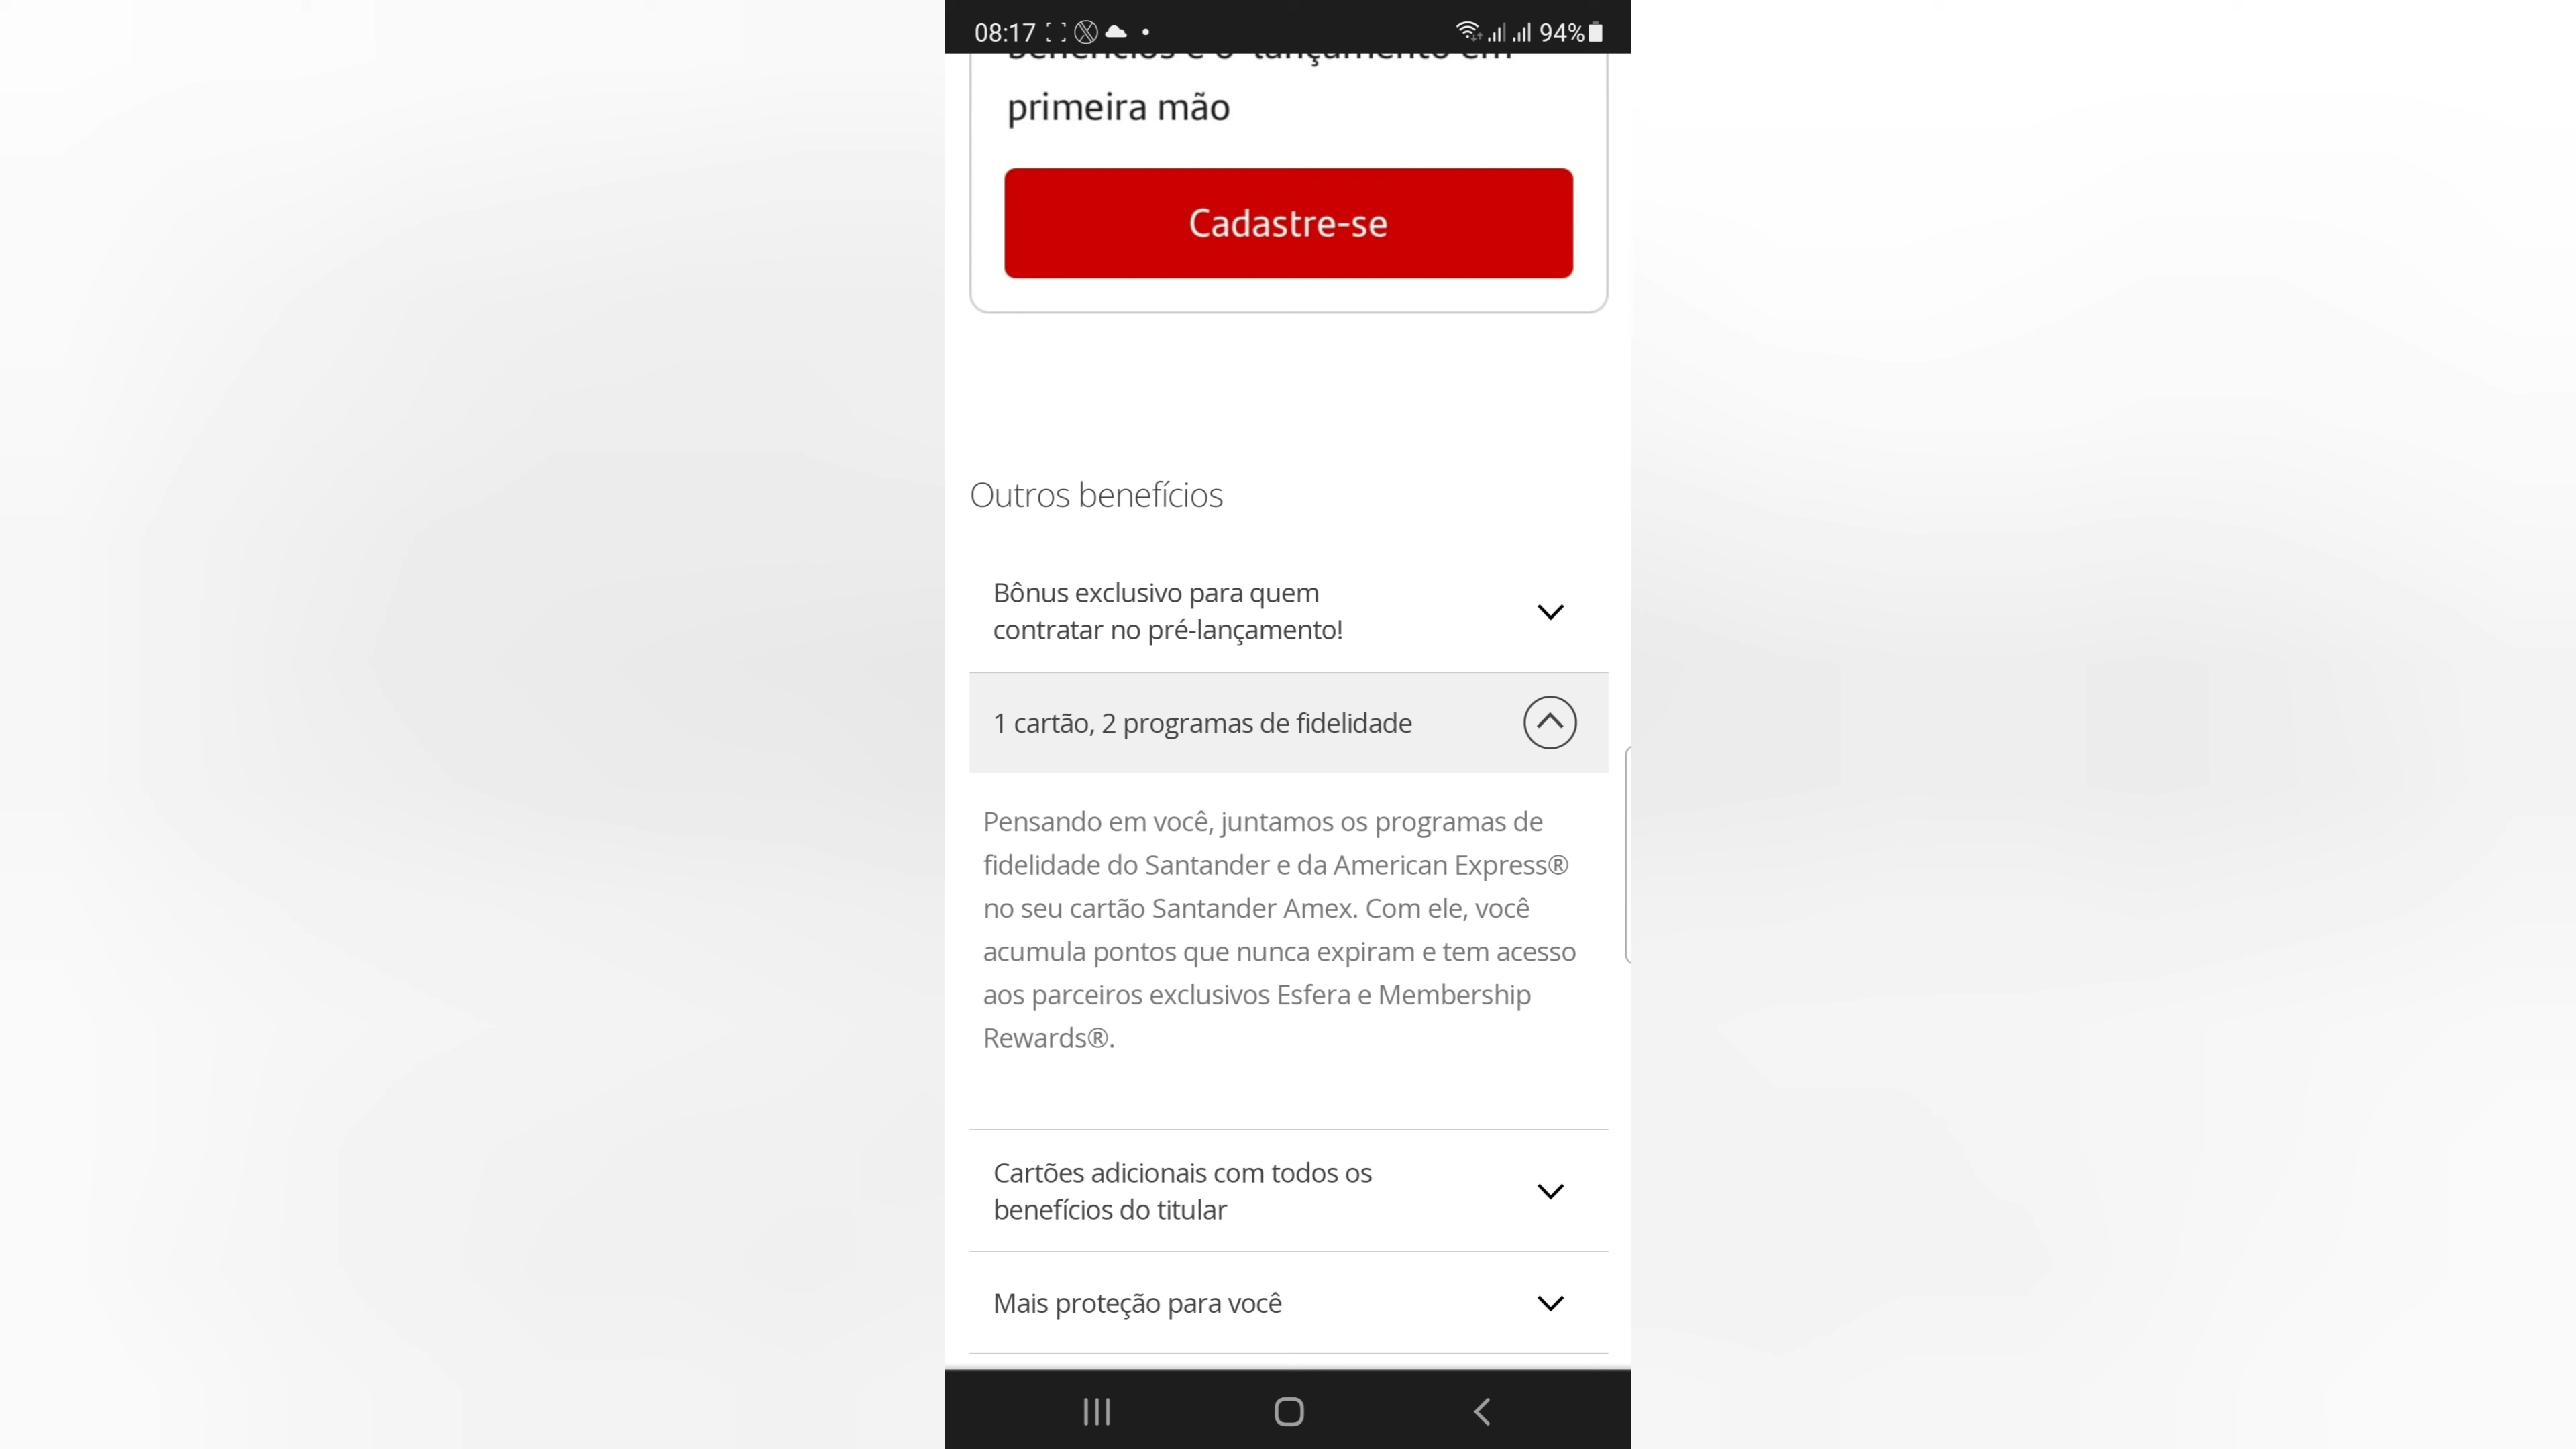 08:17
94%
Benefícios e o lançamento em
primeira mão
Cadastre-se
Outros benefícios
Bônus exclusivo para quem
contratar no pré-lançamento!
1 cartão, 2 programas de fidelidade
Pensando em você, juntamos os programas de
fidelidade do Santander e da American Express®
no seu cartão Santander Amex. Com ele, você
acumula pontos que nunca expiram e tem acesso
aos parceiros exclusivos Esfera e Membership
Rewards®.
Cartões adicionais com todos os
benefícios do titular
Mais proteção para você